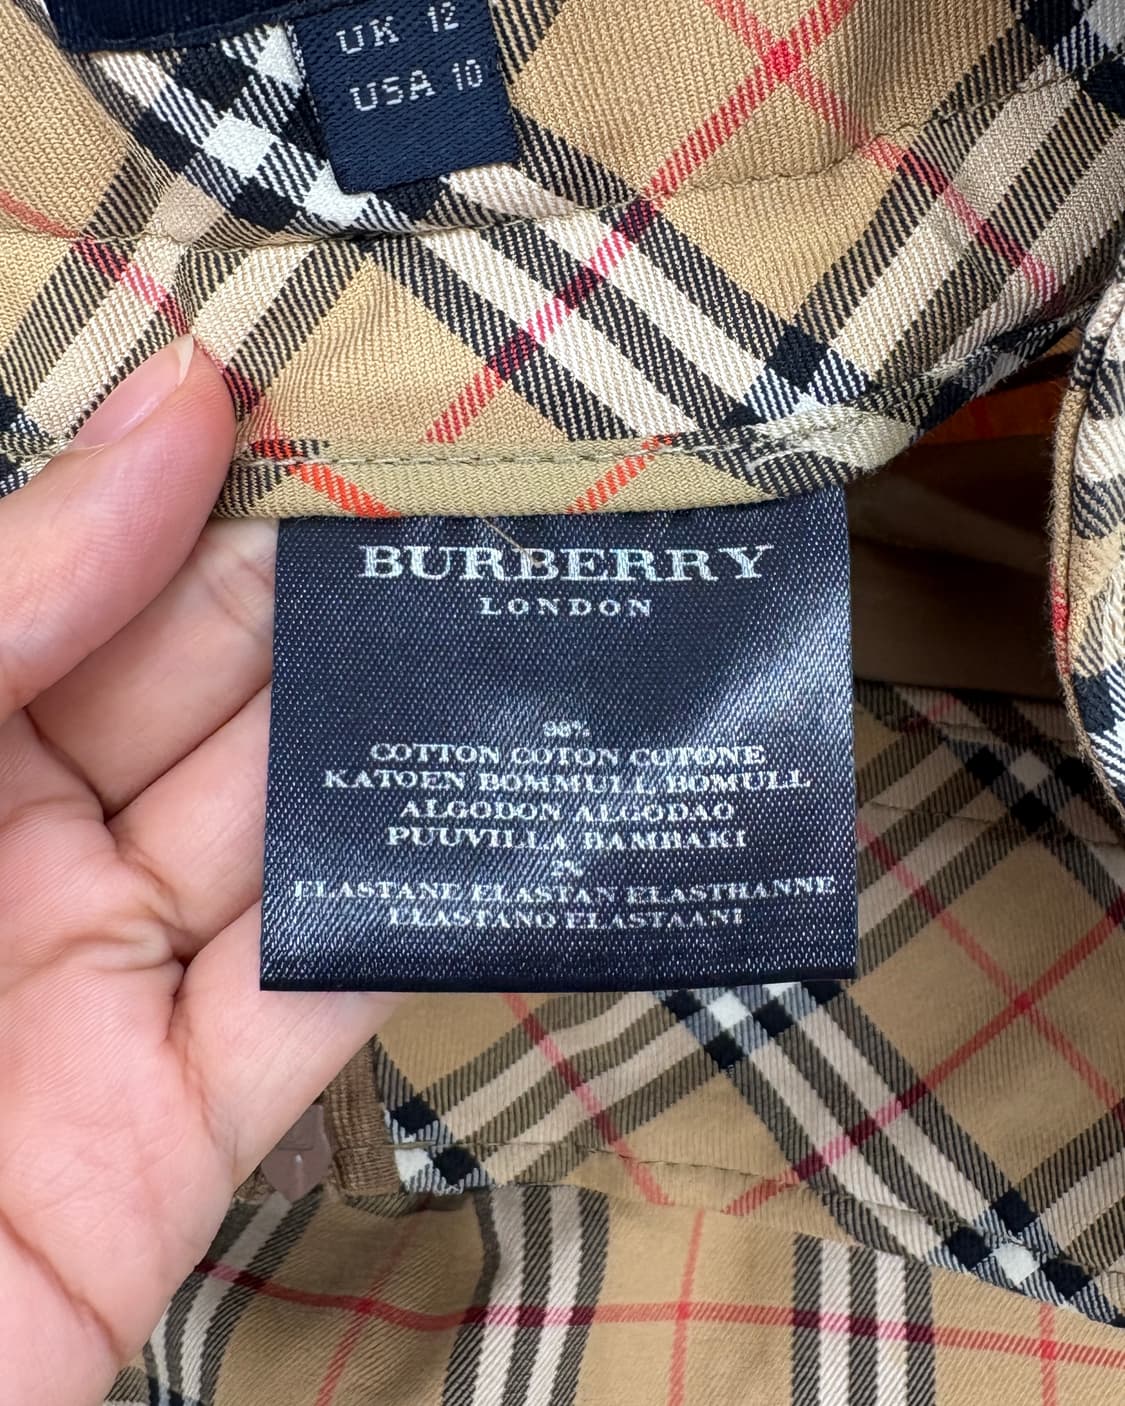 UK 12
USA 10
BURBERRY
LONDON
98%
COTTON COTON COTONE
KATOEN BOMMULL BOMULL
ALGODON ALGODAO
PUUVILLA BAMBAKI
2%
ELASTANE ELASTAN ELASTHANNE
ELASTANO ELASTAANI